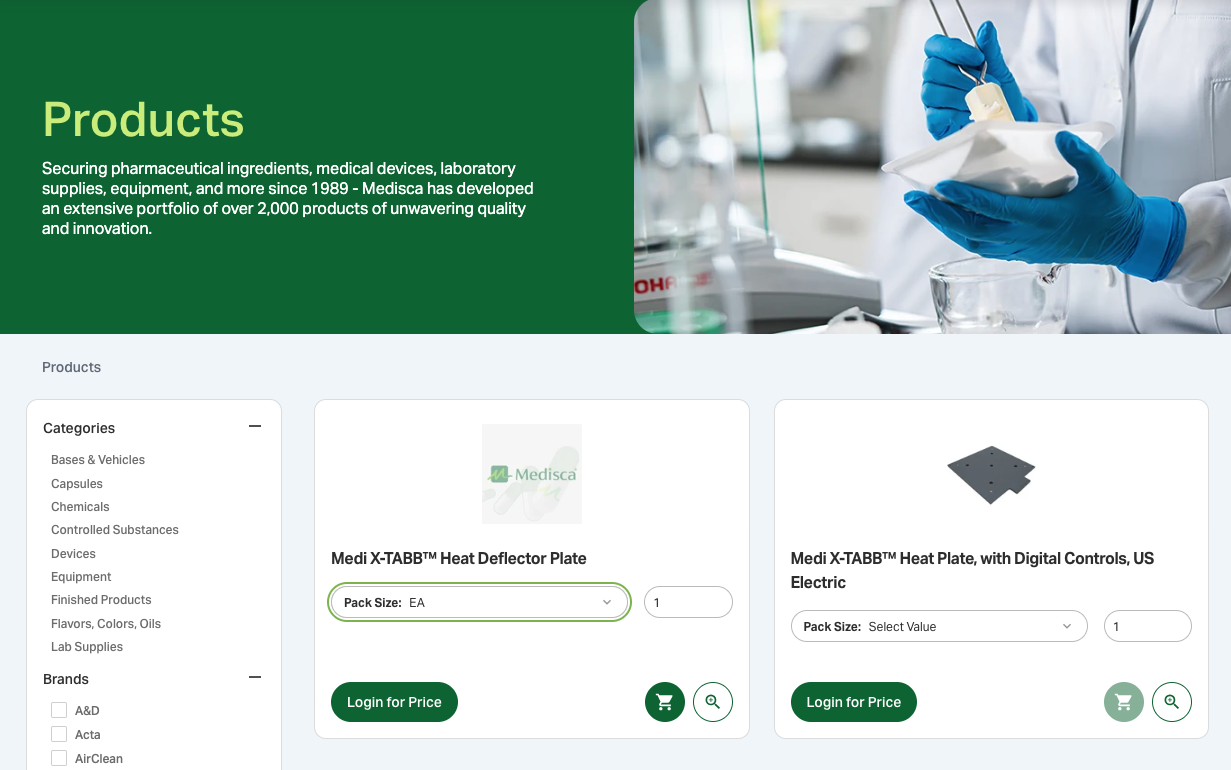 Products
Securing pharmaceutical ingredients, medical devices, laboratory
supplies, equipment, and more since 1989 - Medisca has developed
an extensive portfolio of over 2,000 products of unwavering quality
and innovation.
Products
Categories
Bases & Vehicles
Capsules
Chemicals
Controlled Substances
Devices
Equipment
Finished Products
Flavors, Colors, Oils
Lab Supplies
Brands
A&D
Acta
AirClean
Medisca
Medi X-TABB™ Heat Deflector Plate
Pack Size: EA
1
Login for Price
Medi X-TABB™ Heat Plate, with Digital Controls, US
Electric
Pack Size: Select Value
1
Login for Price